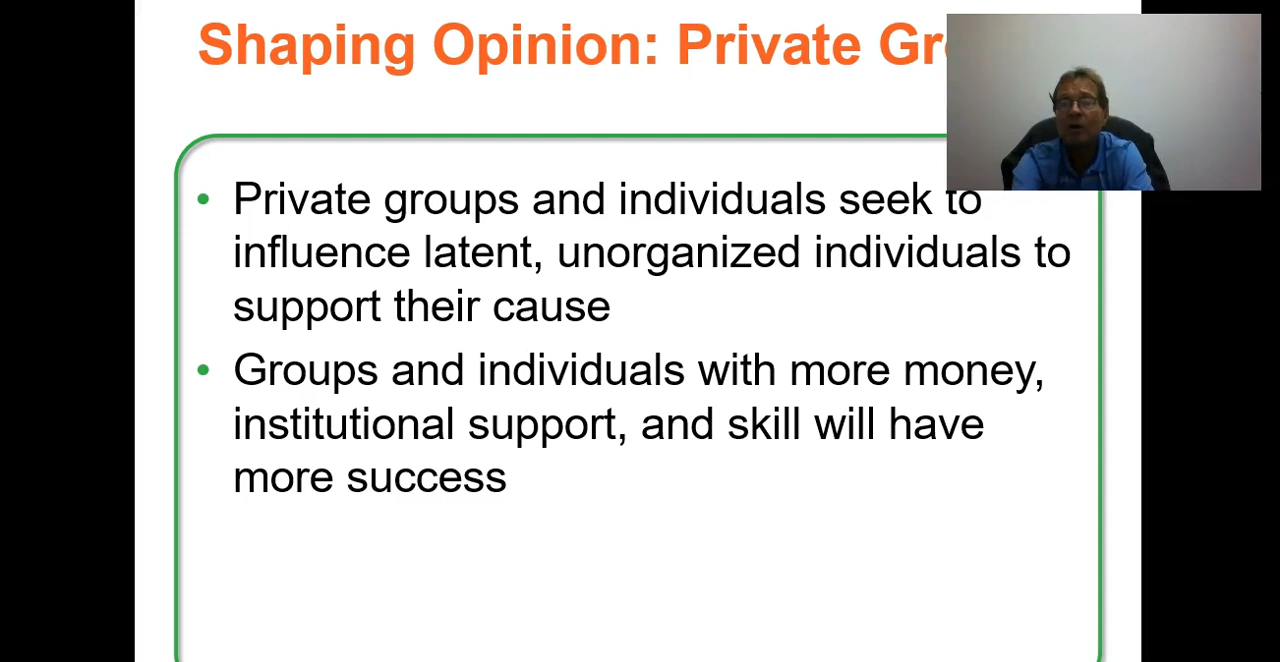 Shaping Opinion: Private
• Private groups and individuals seek to
influence latent, unorganized individuals to
support their cause
• Groups and individuals with more money,
institutional support, and skill will have
more success